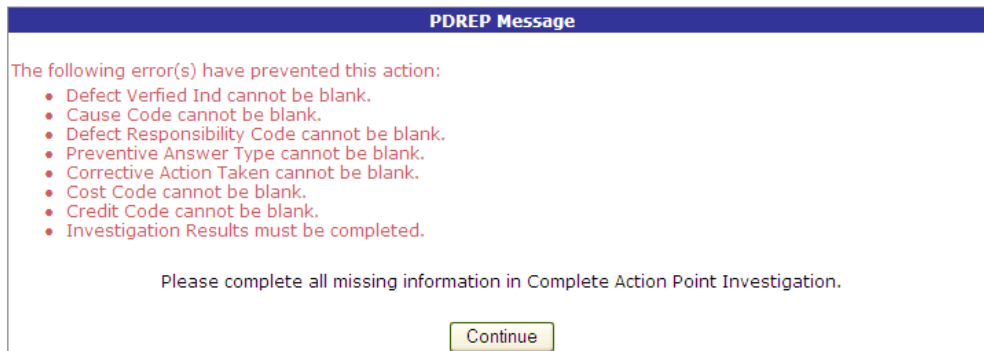 PDREP Message
The following error(s) have prevented this action:
• Defect Verfied Ind cannot be blank.
• Cause Code cannot be blank.
• Defect Responsibility Code cannot be blank.
• Preventive Answer Type cannot be blank.
• Corrective Action Taken cannot be blank.
• Cost Code cannot be blank.
• Credit Code cannot be blank.
• Investigation Results must be completed.
Please complete all missing information in Complete Action Point Investigation.
Continue